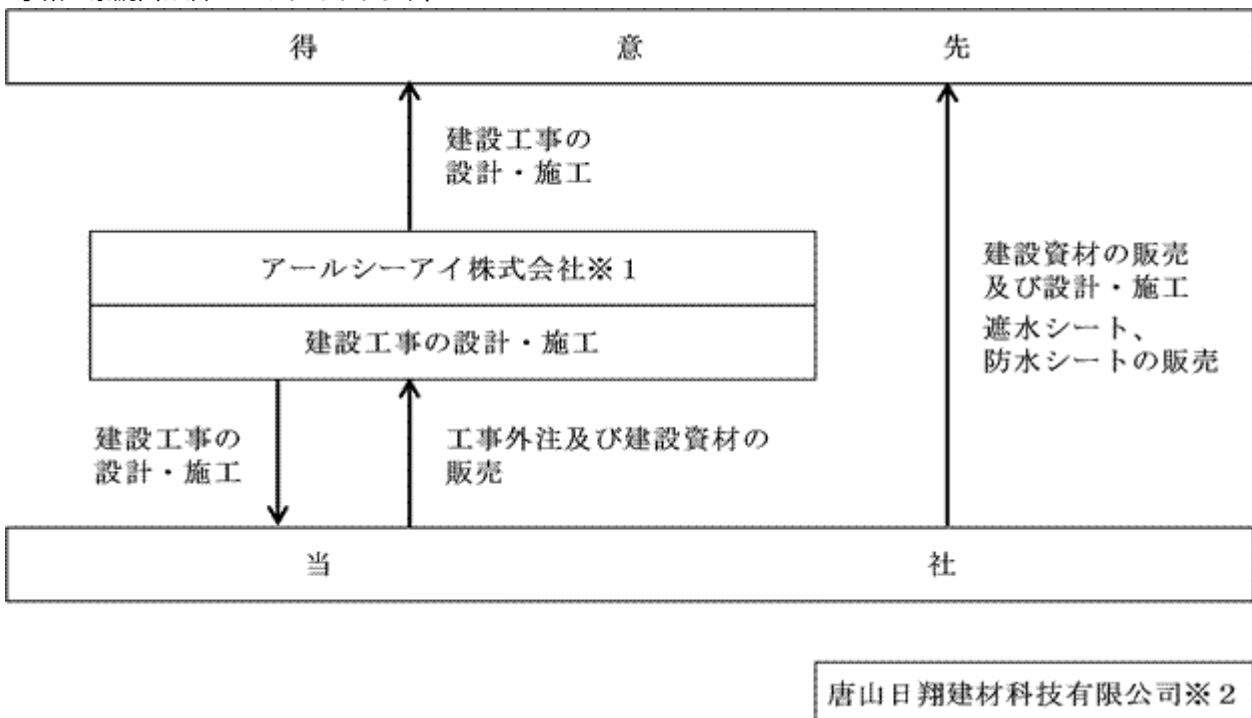 得意先
建設工事の
設計・施工
アールシーアイ株式会社※1
建設工事の設計・施工
建設資材の販売
及び設計・施工
遮水シート、
防水シートの販売
建設工事の
設計・施工
工事外注及び建設資材の
販売
当社
唐山日翔建材科技有限公司※2